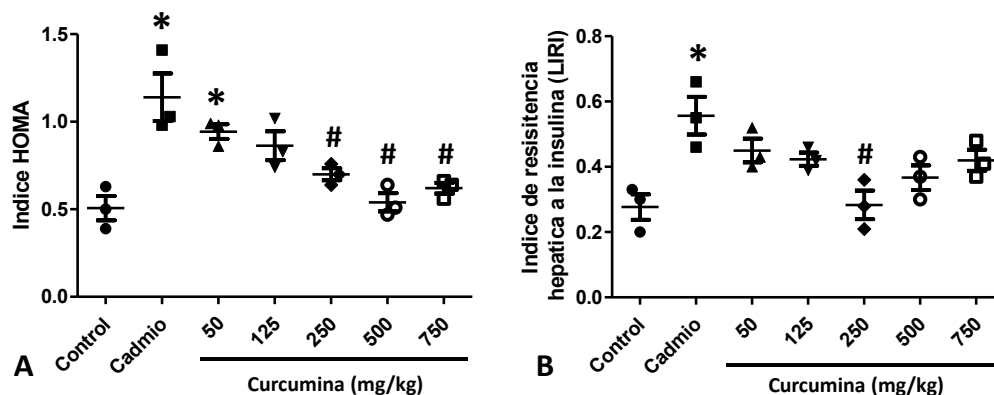 Indice HOMA
1.5
1.0
0.5
0.0
*
*
#
#
#
Control
Cadmio
50
125
250
500
750
Curcumina (mg/kg)
A
Indice de resisitencia
hepatica a la insulina (LIRI)
0.8
0.6
0.4
0.2
0.0
*
#
Control
Cadmio
50
125
250
500
750
Curcumina (mg/kg)
B